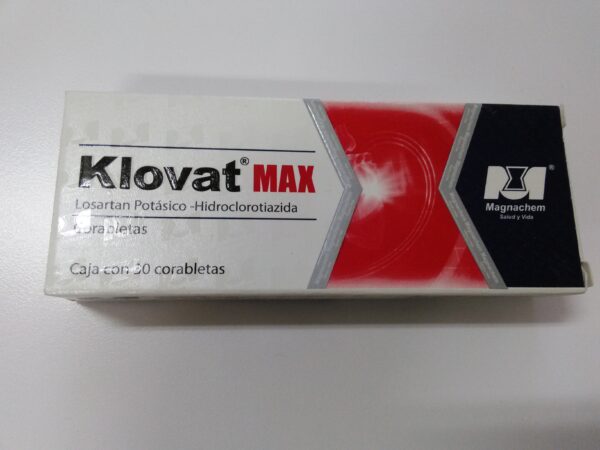 Klovat® MAX
Losartan Potásico -Hidroclorotiazida
Corabletas
Caja con 30 corabletas
M®
Magnachem
Salud y Vida